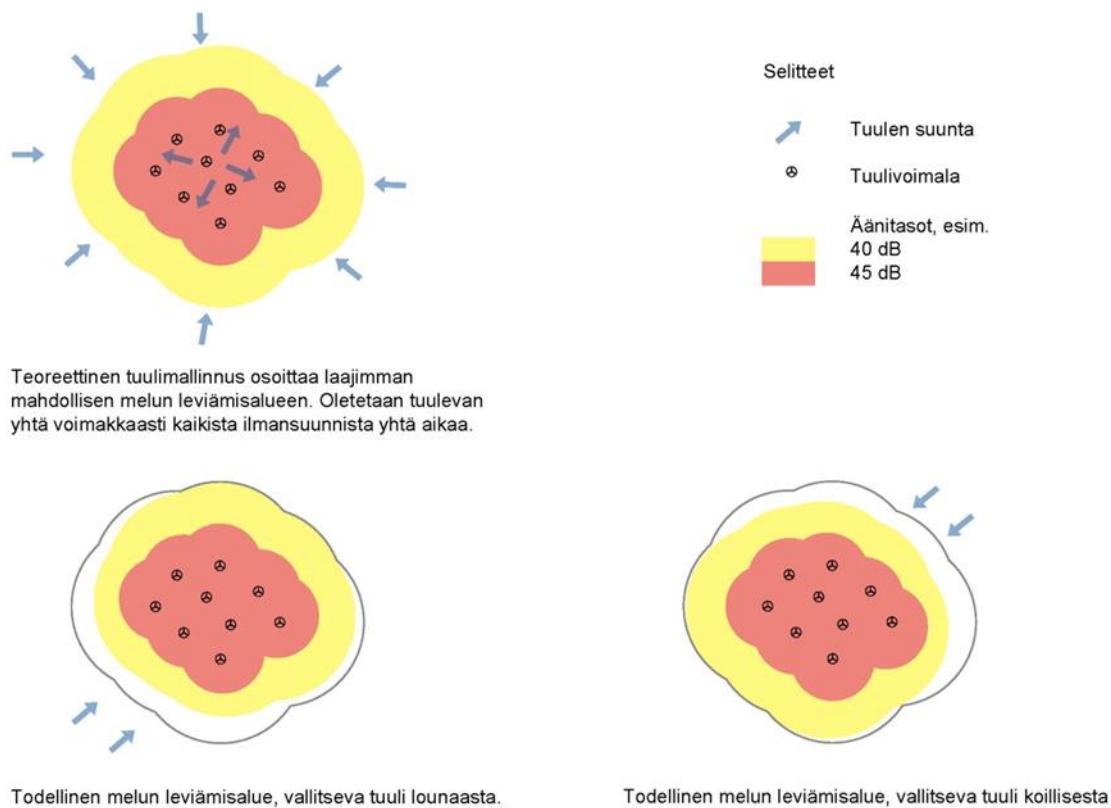 Selitteet
Tuulen suunta
Tuulivoimala
Äänitasot, esim.
40 dB
45 dB
Teoreettinen tuulimallinnus osoittaa laajimman
mahdollisen melun leviämisalueen. Oletetaan tuulevan
yhtä voimakkaasti kaikista ilmansuunnista yhtä aikaa.
Todellinen melun leviämisalue, vallitseva tuuli lounaasta.
Todellinen melun leviämisalue, vallitseva tuuli koillisesta